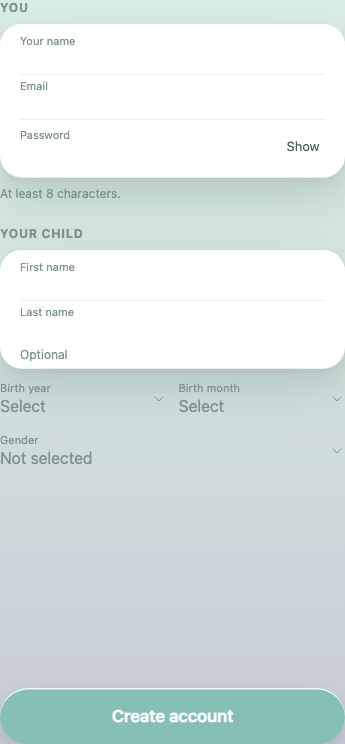 YOU
Your name
Email
Password
Show
At least 8 characters.
YOUR CHILD
First name
Last name
Optional
Birth year
Birth month
Select
Select
Gender
Not selected
Create account